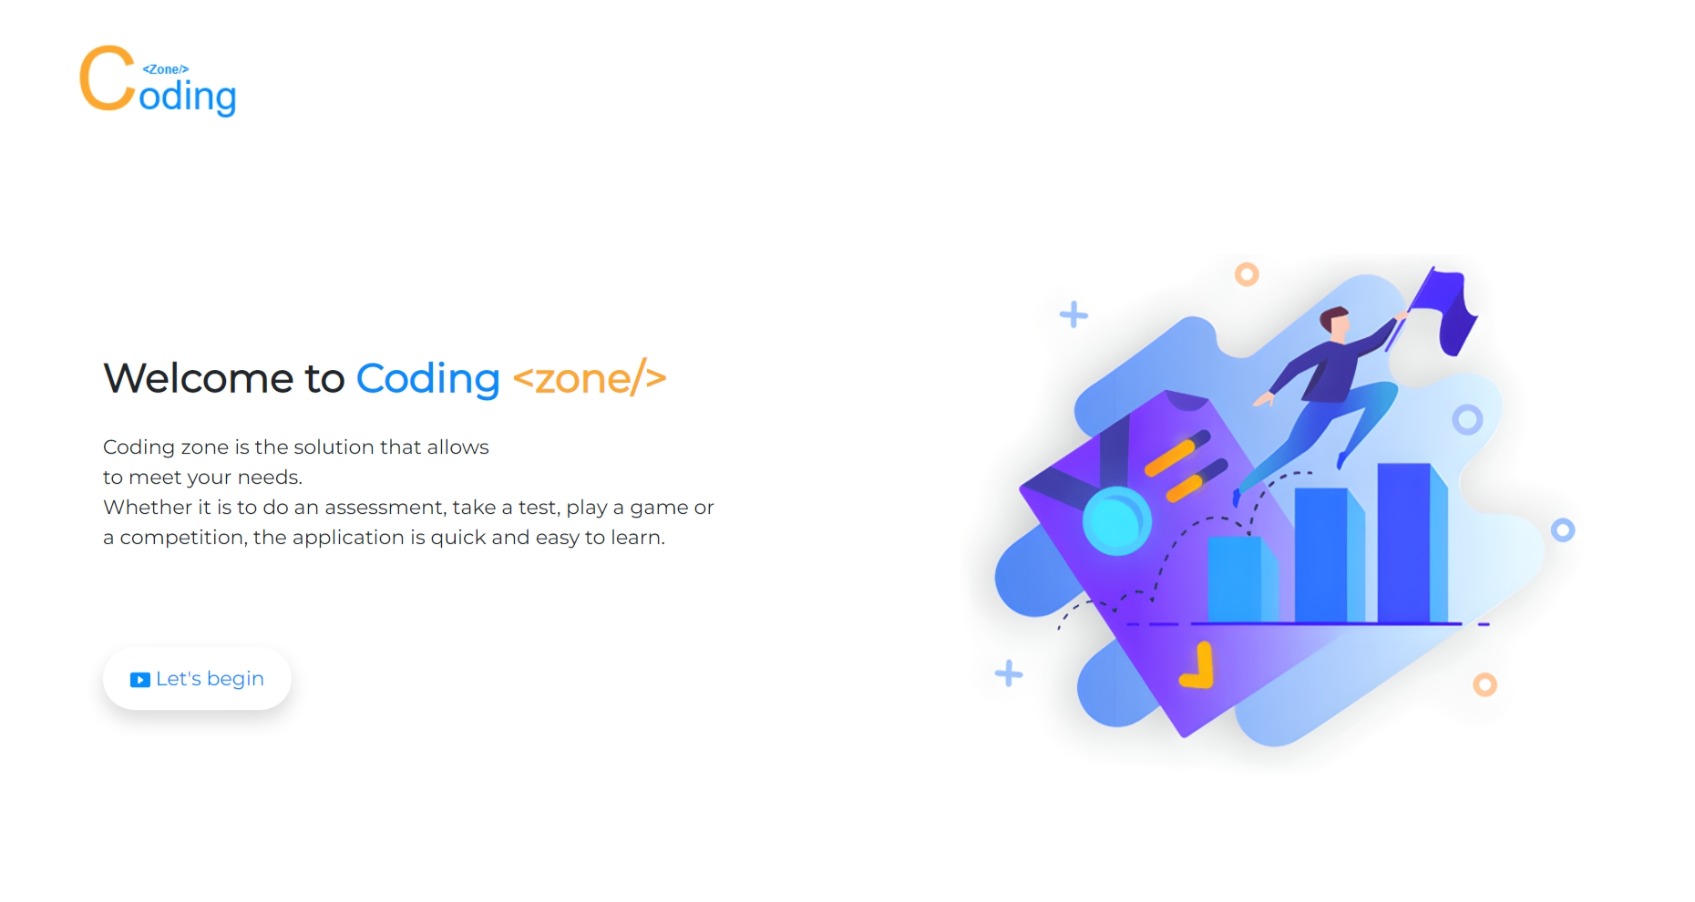 <Zone/>
Coding
Welcome to Coding <zone/>
Coding zone is the solution that allows
to meet your needs.
Whether it is to do an assessment, take a test, play a game or
a competition, the application is quick and easy to learn.
Let's begin